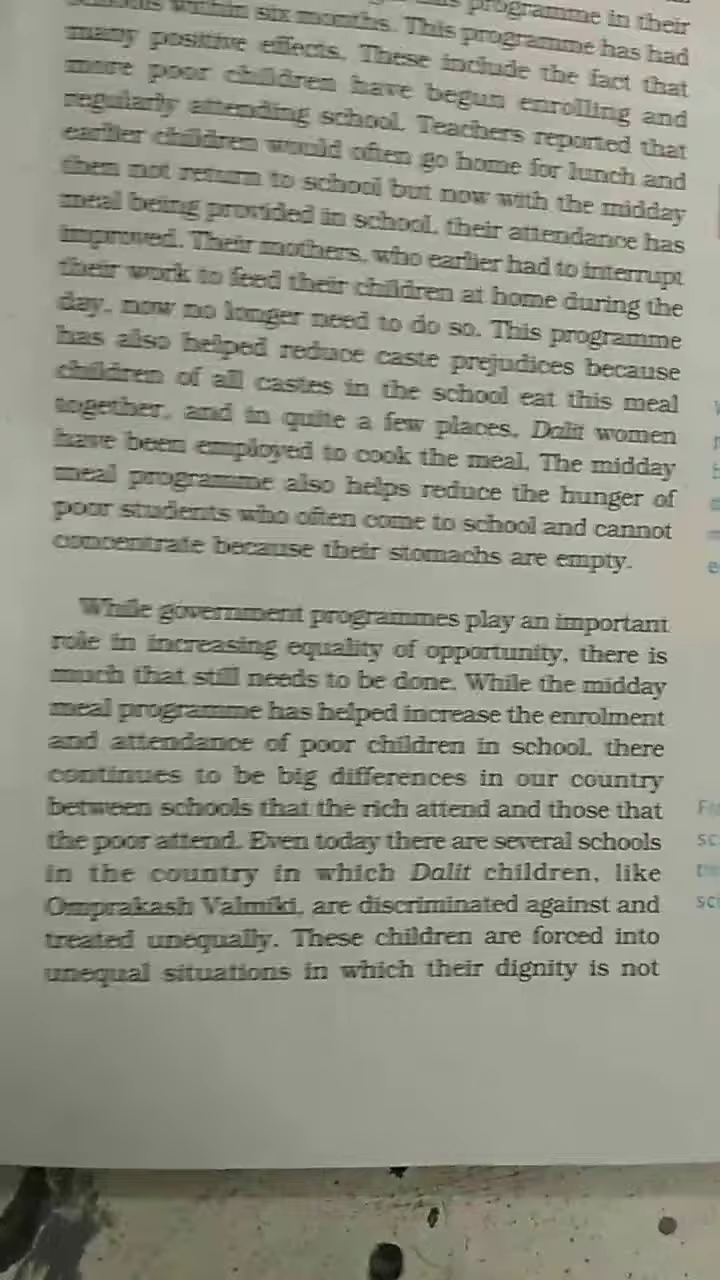 programme in their
within six months. This programme has had
many positive effects. These include the fact that
more poor children have begun enrolling and
regularly attending school. Teachers reported that
earlier children would often go home for lunch and
then not return to school but now with the midday
meal being provided in school, their attendance has
improved. Their mothers, who earlier had to interrupt
their work to feed their children at home during the
day, now no longer need to do so. This programme
has also helped reduce caste prejudices because
children of all castes in the school eat this meal
together, and in quite a few places, Dalit women
have been employed to cook the meal. The midday
meal programme also helps reduce the hunger of
poor students who often come to school and cannot
concentrate because their stomachs are empty.
While government programmes play an important
role in increasing equality of opportunity, there is
much that still needs to be done. While the midday
meal programme has helped increase the enrolment
and attendance of poor children in school, there
continues to be big differences in our country
between schools that the rich attend and those that
the poor attend. Even today there are several schools
in the country in which Dalit children, like
Omprakash Valmiki, are discriminated against and
treated unequally. These children are forced into
unequal situations in which their dignity is not